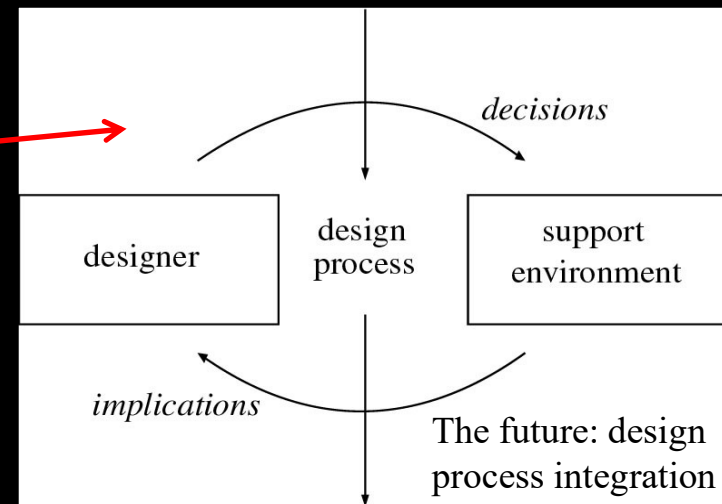 decisions
designer
design
process
support
environment
implications
The future: design
process integration